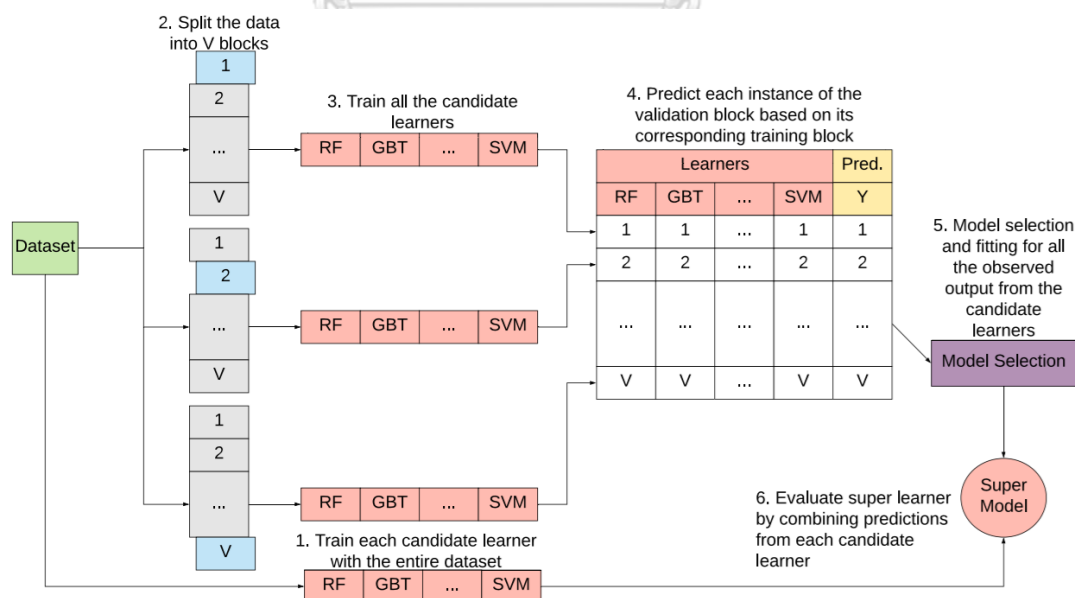 2. Split the data
into V blocks
1
2
...
V
1
2
...
V
1
2
...
V
Dataset
3. Train all the candidate
learners
RF GBT ... SVM
RF GBT ... SVM
RF GBT ... SVM
1. Train each candidate learner
with the entire dataset
RF GBT ... SVM
4. Predict each instance of the
validation block based on its
corresponding training block
Learners Pred.
RF GBT ... SVM Y
1 1 ... 1 1
2 2 ... 2 2
... ... ... ... ...
V V ... V V
5. Model selection
and fitting for all
the observed
output from the
candidate
learners
Model Selection
6. Evaluate super learner
by combining predictions
from each candidate
learner
Super
Model